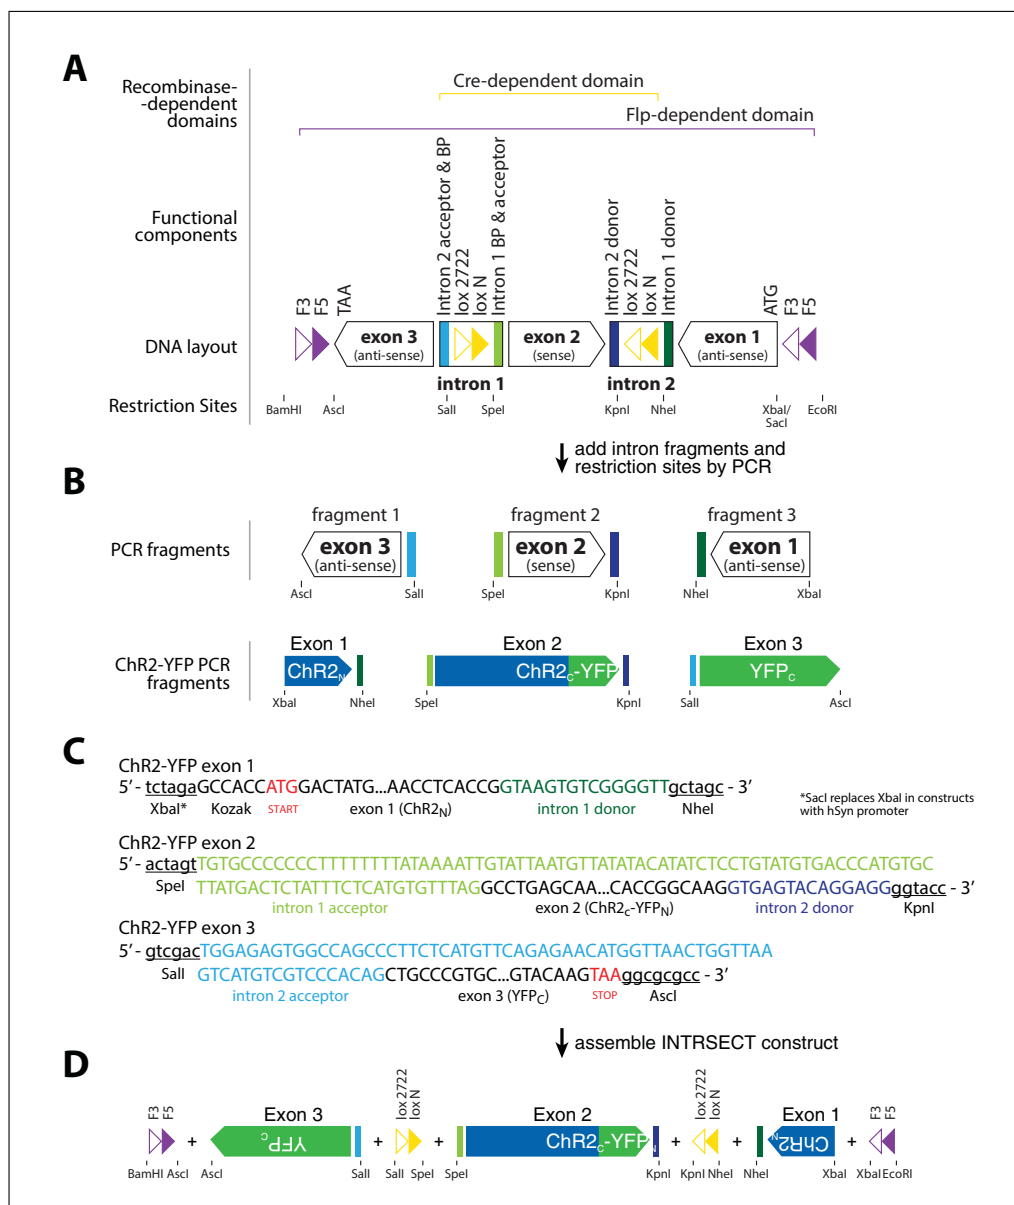 A
Recombinase-
-dependent
domains
Cre-dependent domain
Flp-dependent domain
Functional
components
F3
F5
TAA
Intron 2 acceptor & BP
lox 2722
lox N
Intron 1 BP & acceptor
Intron 2 donor
lox 2722
lox N
Intron 1 donor
ATG
F3
F5
DNA layout
exon 3
(anti-sense)
exon 2
(sense)
exon 1
(anti-sense)
intron 1
intron 2
Restriction Sites
BamHI
AscI
SalI
SpeI
KpnI
NheI
XbaI/
SacI
EcoRI
add intron fragments and
restriction sites by PCR
B
fragment 1
fragment 2
fragment 3
PCR fragments
exon 3
(anti-sense)
exon 2
(sense)
exon 1
(anti-sense)
AscI
SalI
SpeI
KpnI
NheI
XbaI
Exon 1
Exon 2
Exon 3
ChR2-YFP PCR
fragments
ChR2N
ChR2C-YFP
YFPC
XbaI
NheI
SpeI
KpnI
SalI
AscI
C
ChR2-YFP exon 1
5’ - tctagaGCCACCATGGACTATG...AACCTCACCGGTAAGTGTCGGGGTTgctagc - 3’
XbaI* Kozak START exon 1 (ChR2N) intron 1 donor NheI
*SacI replaces XbaI in constructs
with hSyn promoter
ChR2-YFP exon 2
5’ - actagtTGTGCCCCCCCTTTTTTTTATAAAATTGTATTAATGTTATATACATATCTCCTGTATGTGACCCATGTGC
SpeI TTATGACTCTATTTCTCATGTGTTTAGGCCTGAGCAA...CACCGGCAAGGTGAGTACAGGAGGggtacc - 3’
intron 1 acceptor exon 2 (ChR2C-YFPN) intron 2 donor KpnI
ChR2-YFP exon 3
5’ - gtcgacTGGAGAGTGGCCAGCCCTTCTCATGTTCAGAGAACATGGTTAACTGGTTAA
SalI GTCATGTCGTCCCACAGCTGCCCGTGC...GTACAAGTAAggcgcgcc - 3’
intron 2 acceptor exon 3 (YFPC) STOP AscI
assemble INTRSECT construct
D
F3
F5
Exon 3
lox 2722
lox N
Exon 2
lox 2722
lox N
Exon 1
F3
F5
YFPC
+ + + + + +
ChR2C-YFPN
ChR2N
BamHI AscI
AscI
SalI
SalI SpeI
SpeI
KpnI
KpnI NheI
NheI
XbaI
XbaI EcoRI